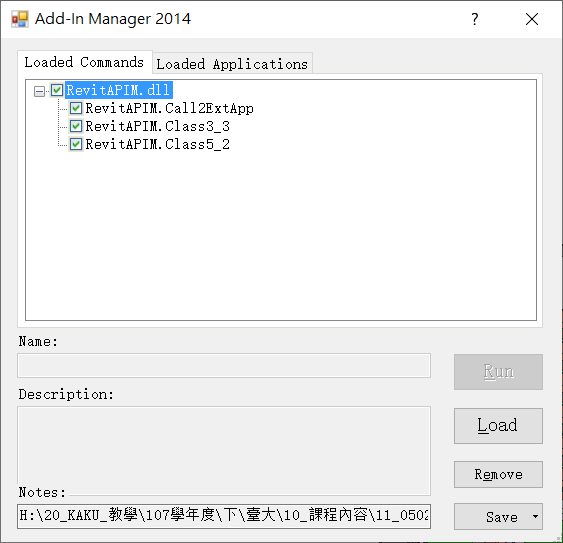 Add-In Manager 2014
Loaded Commands
Loaded Applications
RevitAPIM.dll
RevitAPIM.Call2ExtApp
RevitAPIM.Class3_3
RevitAPIM.Class5_2
Name:
Run
Description:
Load
Remove
Notes:
H:\20_KAKU_教學\107學年度\下\臺大\10_課程內容\11_0502
Save